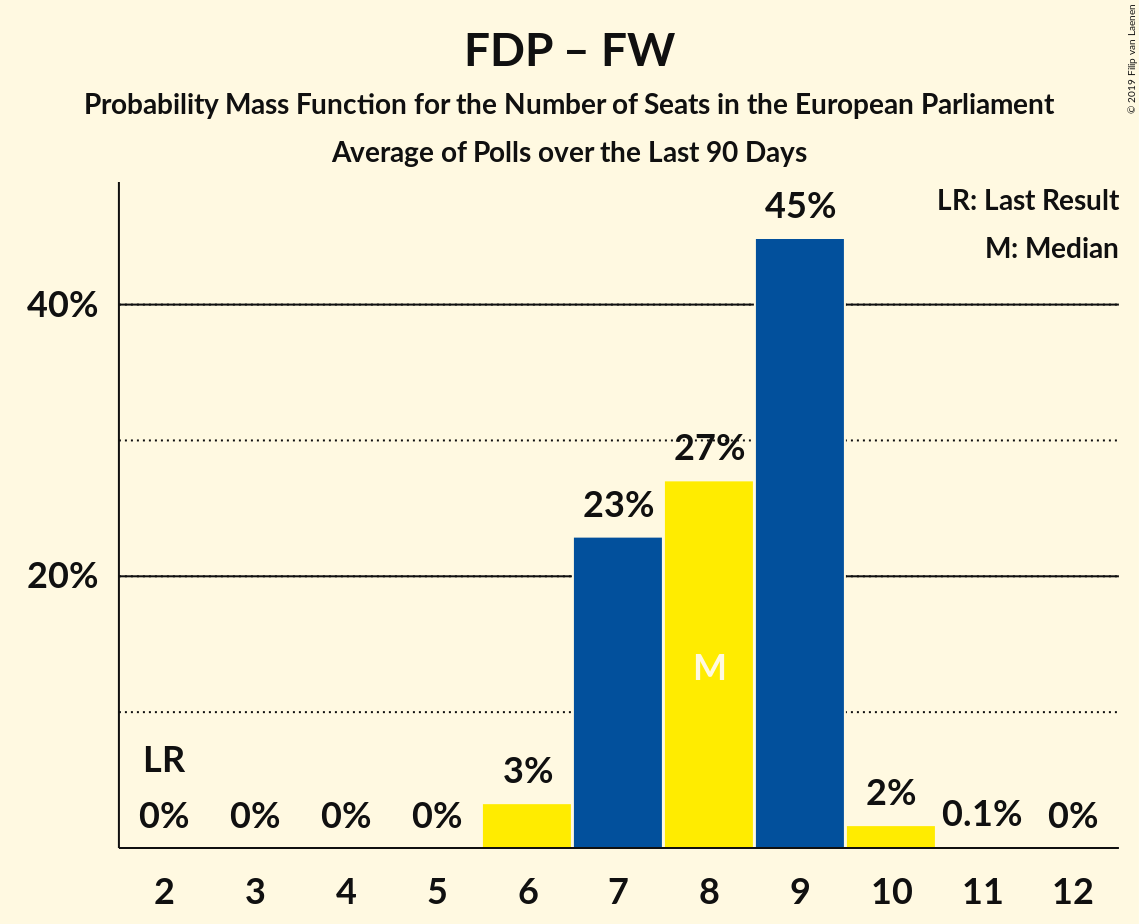 FDP – FW
Probability Mass Function for the Number of Seats in the European Parliament
Average of Polls over the Last 90 Days
© 2019 Filip van Laenen
LR: Last Result
M: Median
45%
40%
27%
23%
20%
M
LR
3%
2%
0% 0% 0% 0% 0.1% 0%
2 3 4 5 6 7 8 9 10 11 12